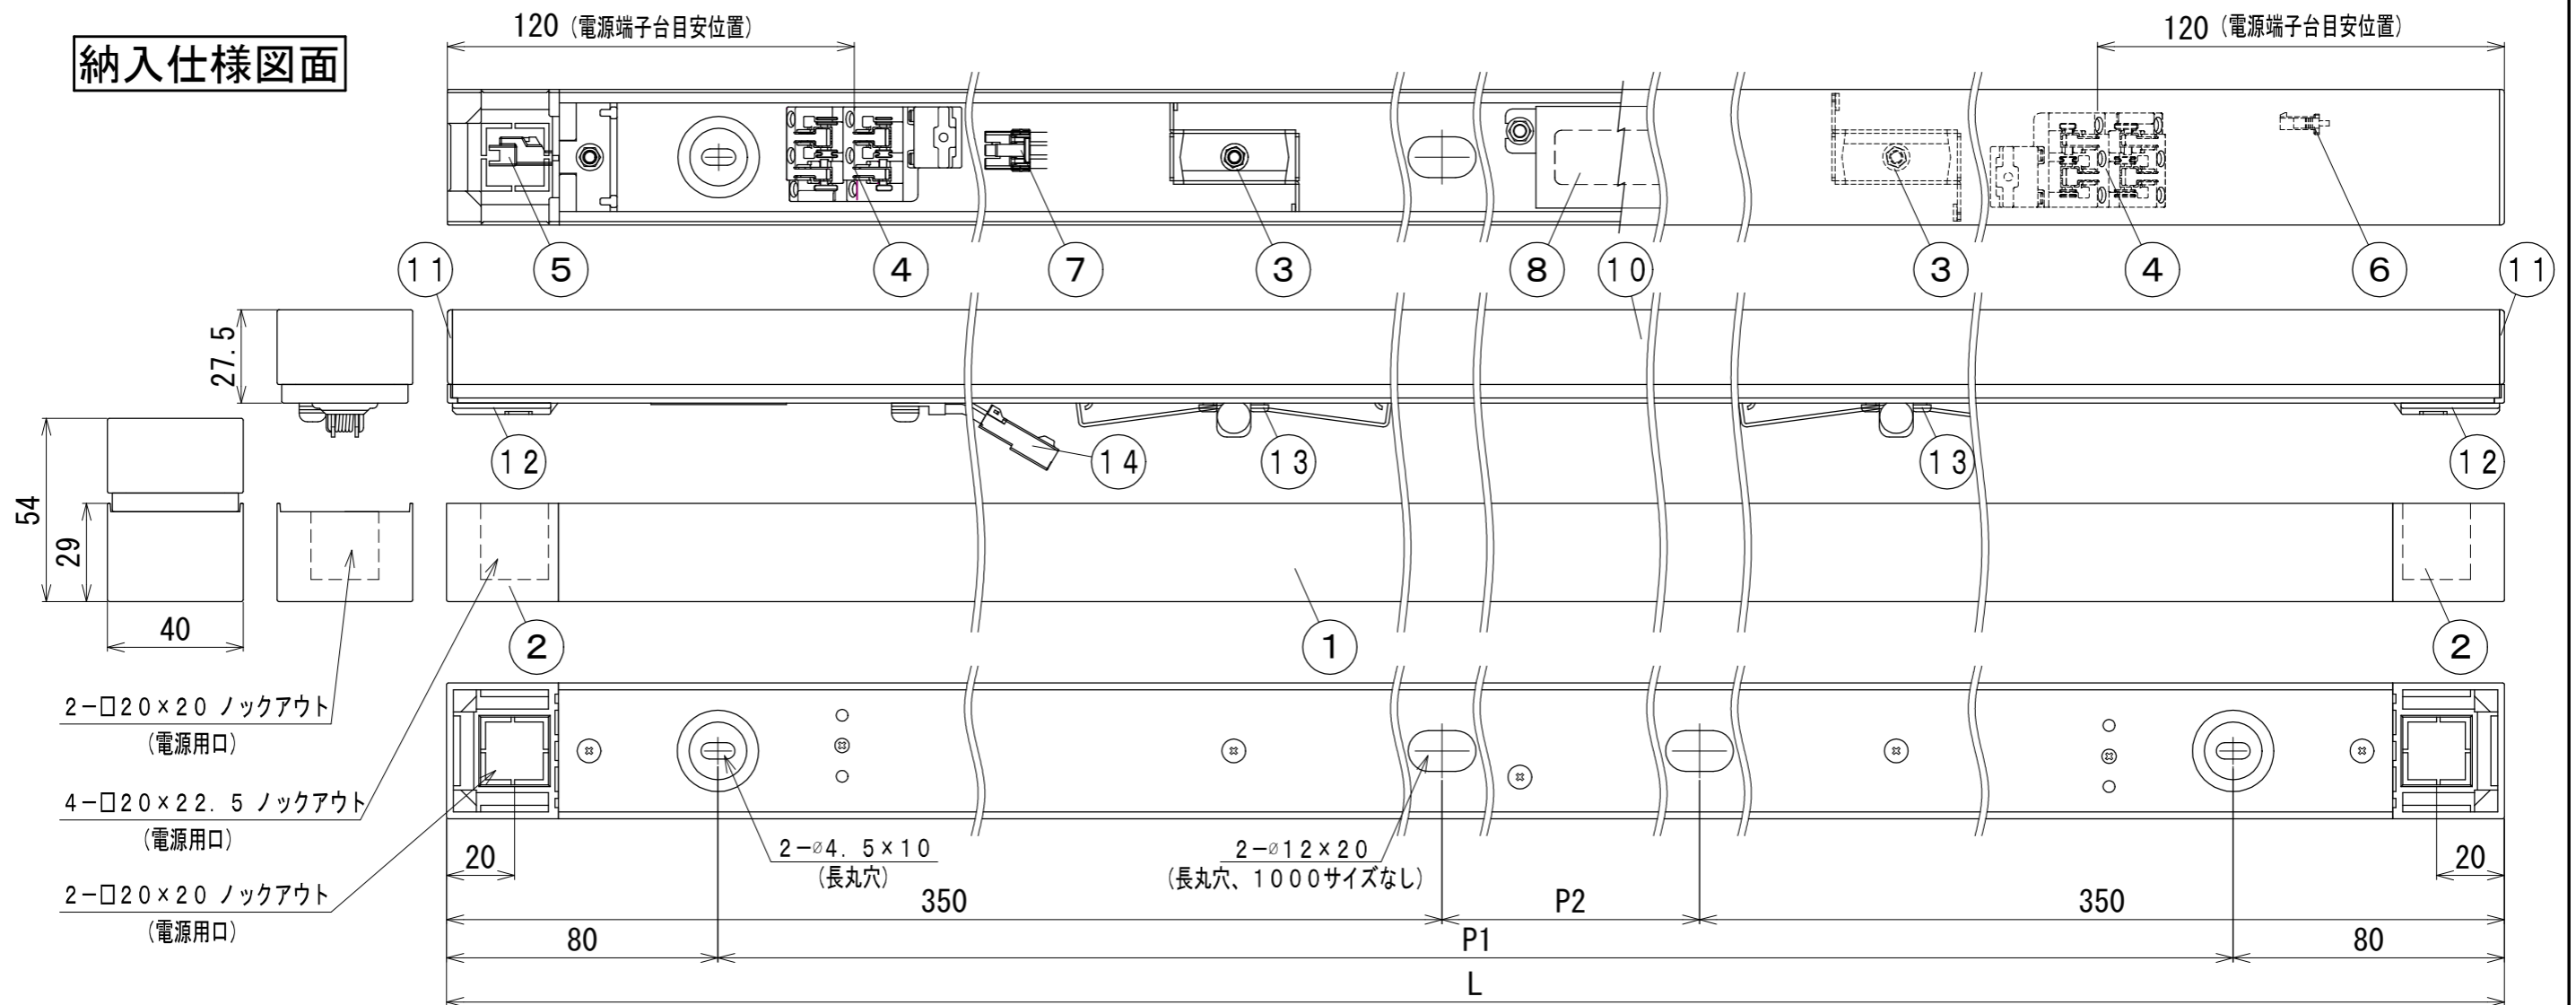 納入仕様図面
120 (電源端子台目安位置)
120 (電源端子台目安位置)
11
5
4
7
3
8
10
3
4
6
11
27.5
12
14
13
13
12
54
29
40
2
1
2
2-□20×20 ノックアウト
(電源用口)
4-□20×22.5 ノックアウト
(電源用口)
2-□20×20 ノックアウト
(電源用口)
20
2-⌀4.5×10
(長丸穴)
2-⌀12×20
(長丸穴、1000サイズなし)
20
350
P2
350
80
P1
80
L